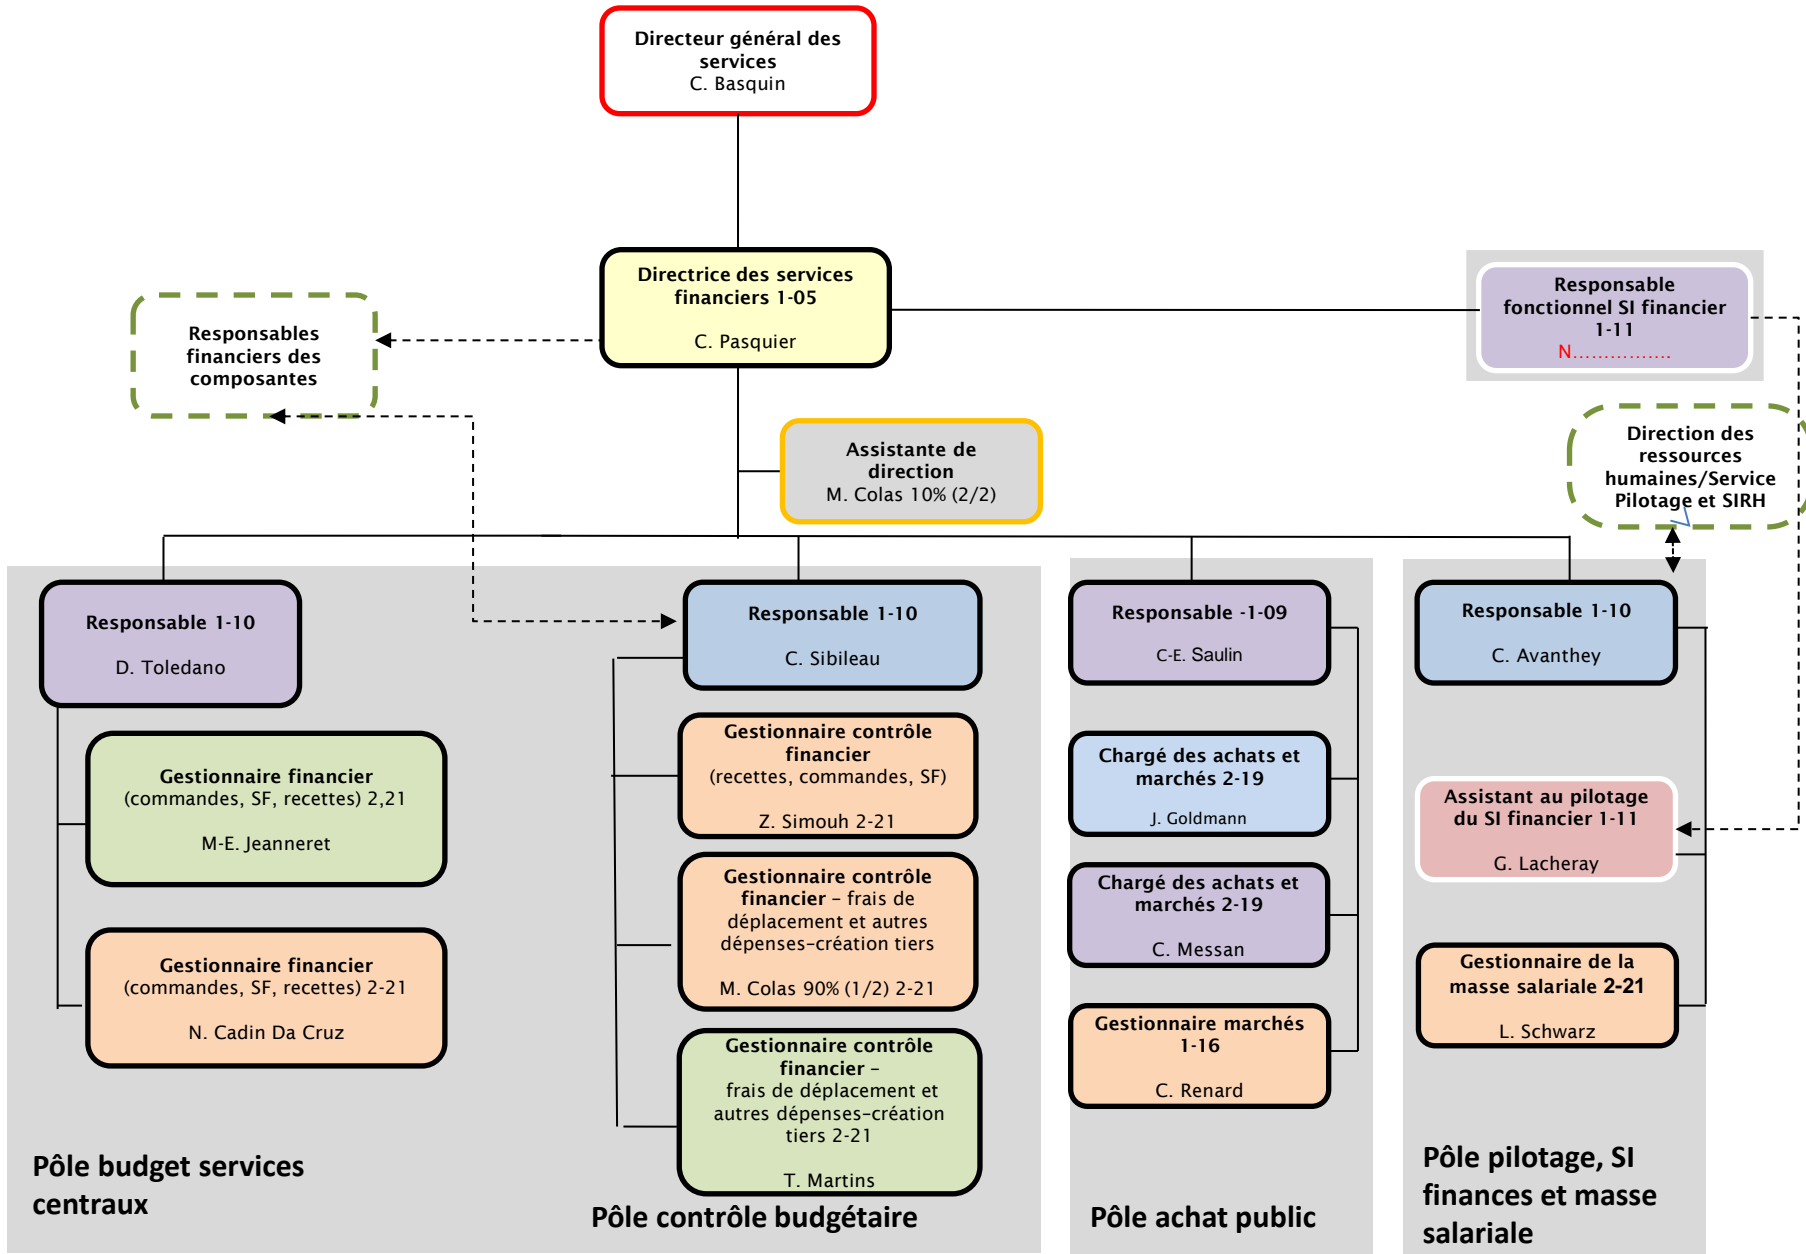 Directeur général des
services
C. Basquin
Directrice des services
financiers 1-05
C. Pasquier
Responsable
fonctionnel SI financier
1-11
N................
Responsables
financiers des
composantes
Assistante de
direction
M. Colas 10% (2/2)
Direction des
ressources
humaines/Service
Pilotage et SIRH
Responsable 1-10
D. Toledano
Gestionnaire financier
(commandes, SF, recettes) 2,21
M-E. Jeanneret
Gestionnaire financier
(commandes, SF, recettes) 2-21
N. Cadin Da Cruz
Pôle budget services
centraux
Responsable 1-10
C. Sibileau
Gestionnaire contrôle
financier
(recettes, commandes, SF)
Z. Simouh 2-21
Gestionnaire contrôle
financier – frais de
déplacement et autres
dépenses–création tiers
M. Colas 90% (1/2) 2-21
Gestionnaire contrôle
financier –
frais de déplacement et
autres dépenses–création
tiers 2-21
T. Martins
Pôle contrôle budgétaire
Responsable -1-09
C-E. Saulin
Chargé des achats et
marchés 2-19
J. Goldmann
Chargé des achats et
marchés 2-19
C. Messan
Gestionnaire marchés
1-16
C. Renard
Pôle achat public
Responsable 1-10
C. Avanthey
Assistant au pilotage
du SI financier 1-11
G. Lacheray
Gestionnaire de la
masse salariale 2-21
L. Schwarz
Pôle pilotage, SI
finances et masse
salariale